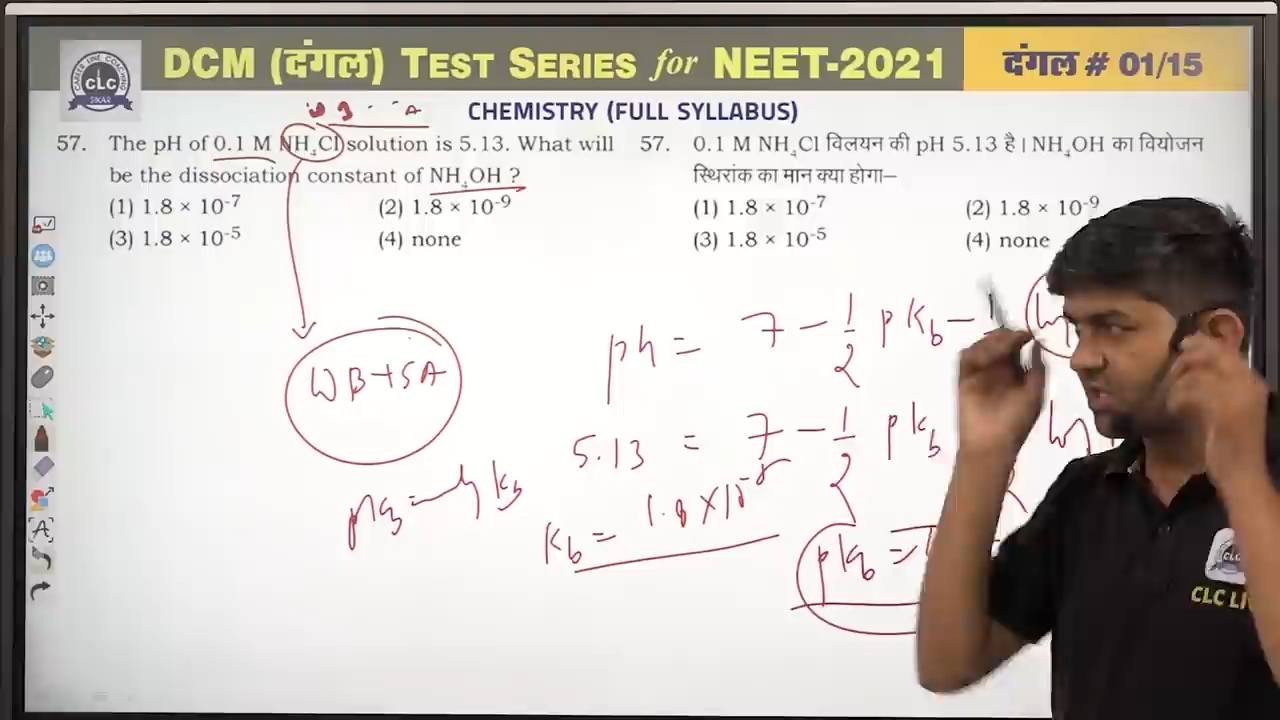 DCM (दंगल) TEST SERIES for NEET-2021
दंगल # 01/15
CLC
SIKAR
CHEMISTRY (FULL SYLLABUS)
57. The pH of 0.1 M NH₄Cl solution is 5.13. What will be the dissociation constant of NH₄OH ?
(1) 1.8 × 10⁻⁷ (2) 1.8 × 10⁻⁹
(3) 1.8 × 10⁻⁵ (4) none
57. 0.1 M NH₄Cl विलयन की pH 5.13 है। NH₄OH का वियोजन
स्थिरांक का मान क्या होगा–
(1) 1.8 × 10⁻⁷ (2) 1.8 × 10⁻⁹
(3) 1.8 × 10⁻⁵ (4) none
WB+SA
pH = 7 - 1/2 pKb -
5.13 = 7 - 1/2 pKb
Kb = 1.8 × 10⁻⁵
pKb =
CLC LI